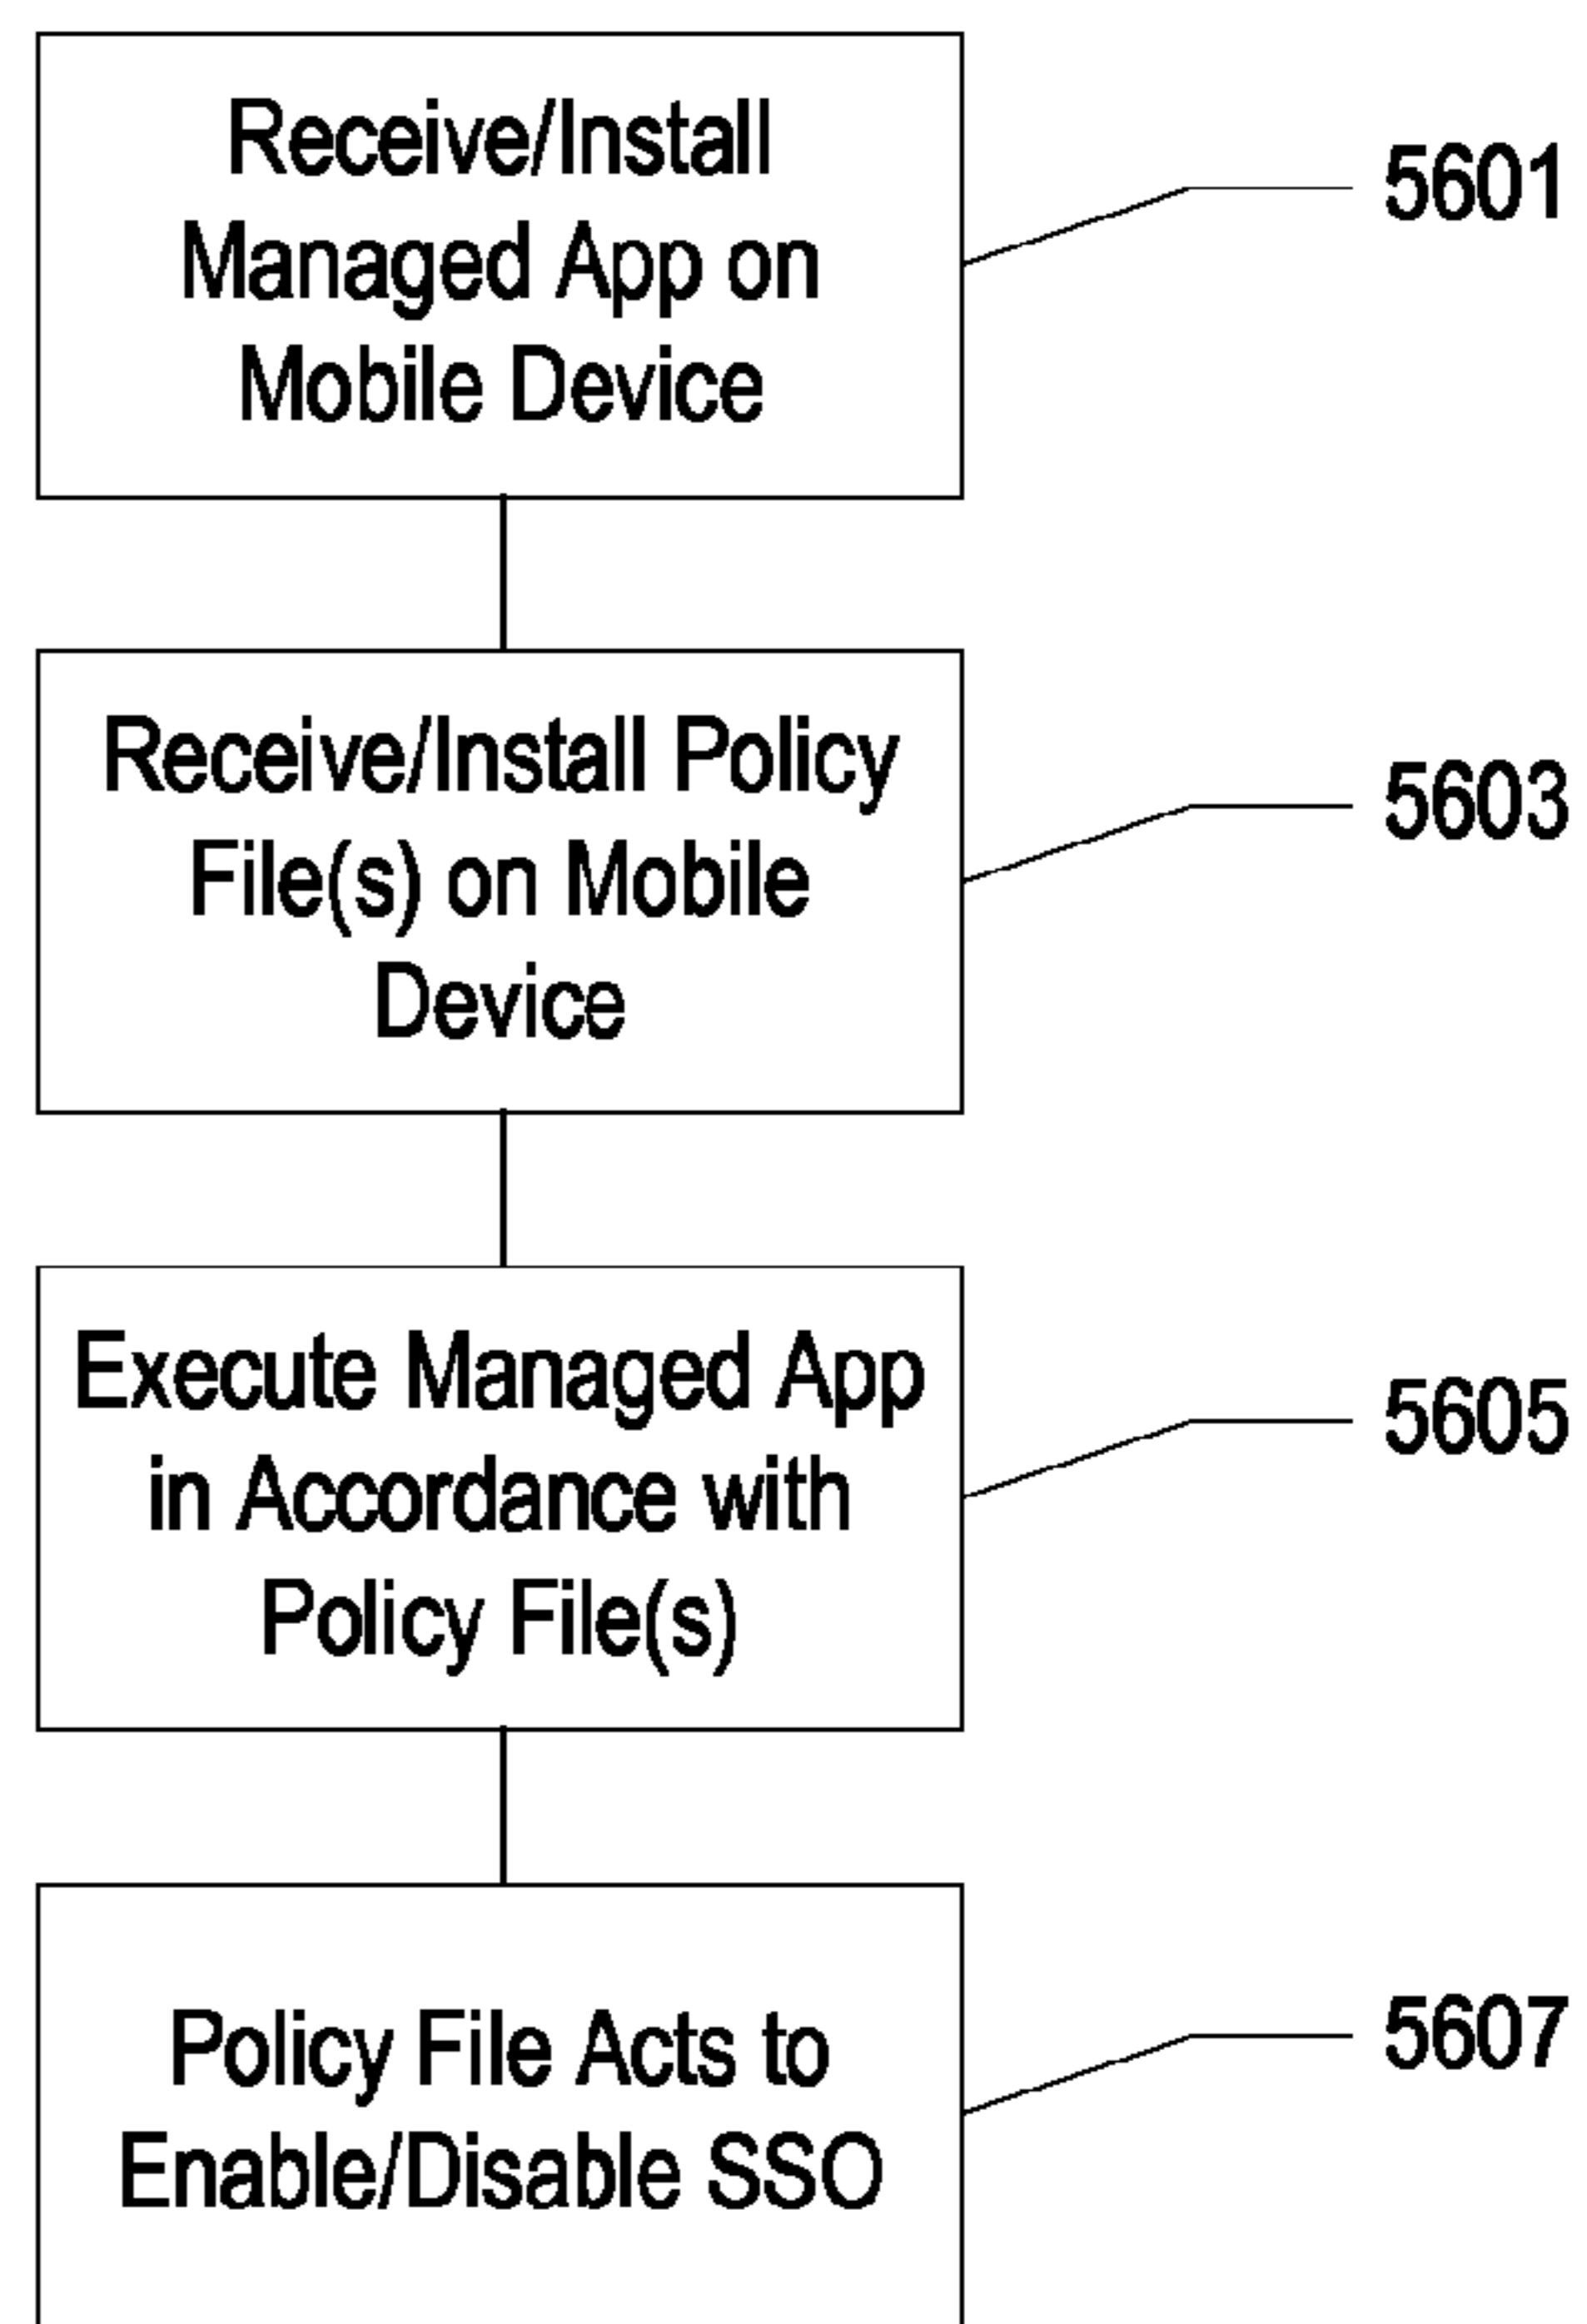 Receive/Install
Managed App on
Mobile Device
5601
Receive/Install Policy
File(s) on Mobile
Device
5603
Execute Managed App
in Accordance with
Policy File(s)
5605
Policy File Acts to
Enable/Disable SSO
5607